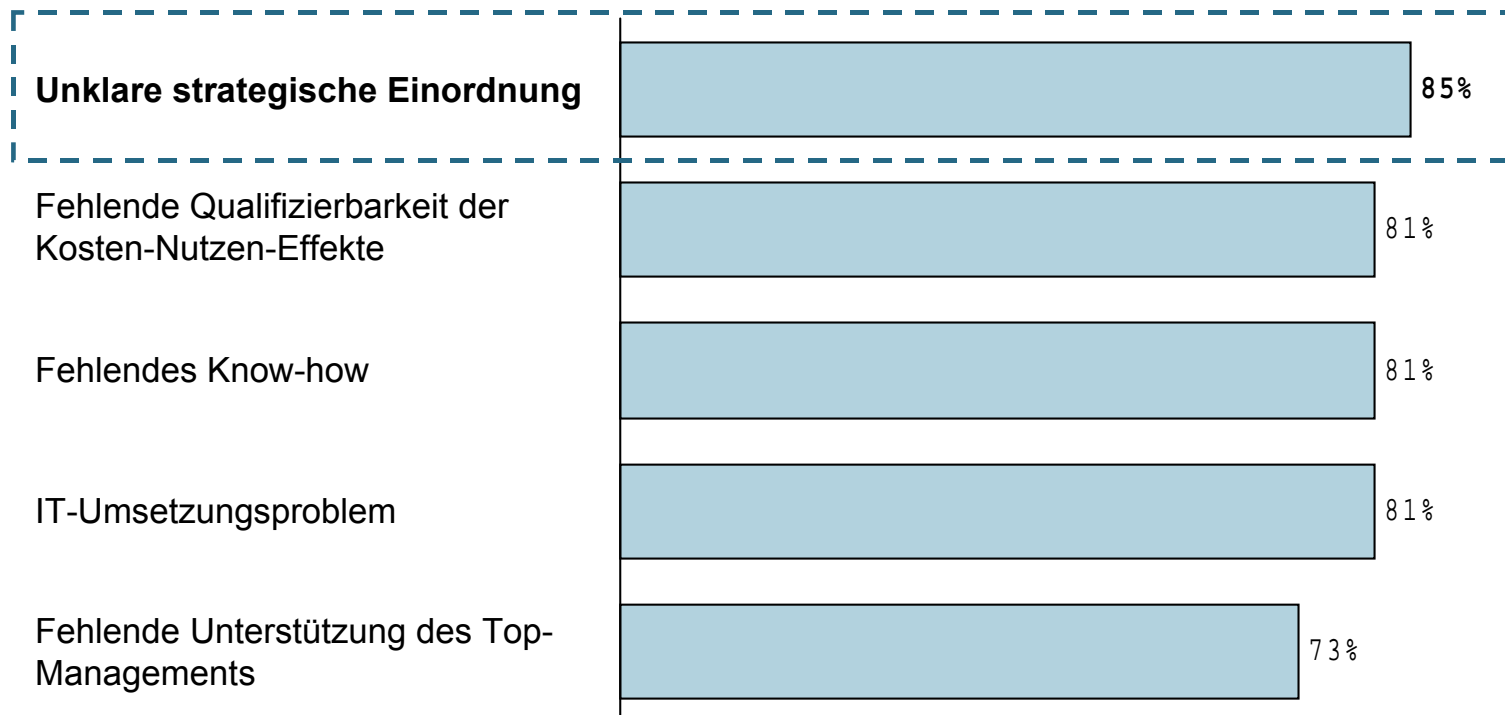 Unklare strategische Einordnung
85%
Fehlende Qualifizierbarkeit der
Kosten-Nutzen-Effekte
81%
Fehlendes Know-how
81%
IT-Umsetzungsproblem
81%
Fehlende Unterstützung des Top-
Managements
73%